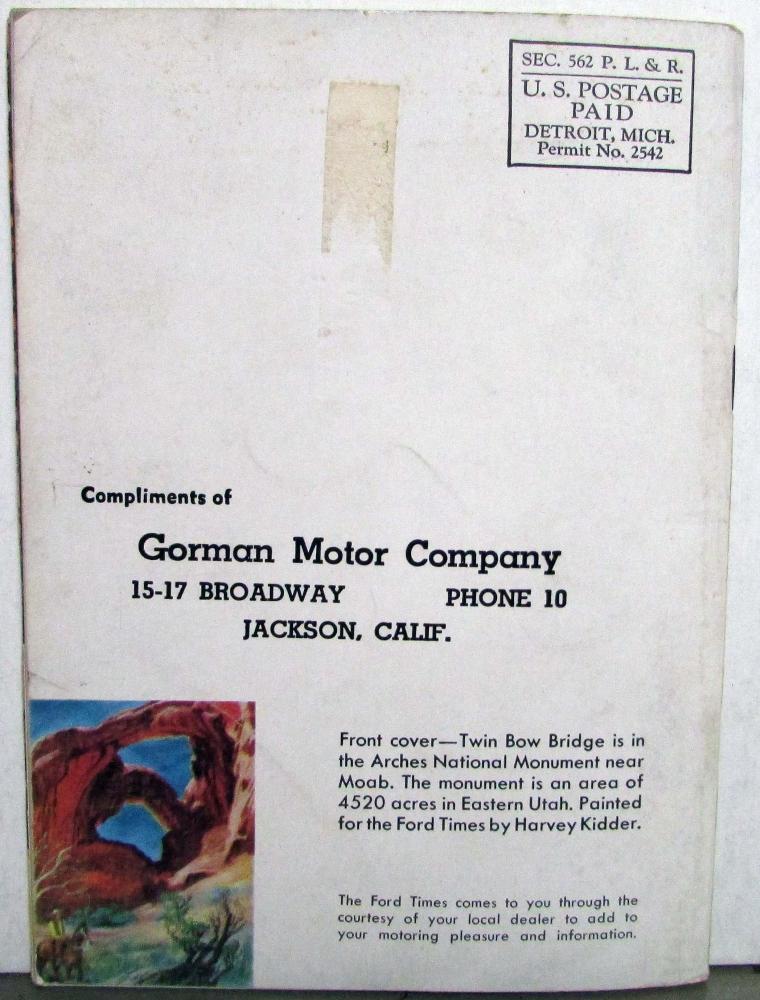 SEC. 562 P. L. & R.
U. S. POSTAGE
PAID
DETROIT, MICH.
Permit No. 2542
Compliments of
Gorman Motor Company
15-17 BROADWAY PHONE 10
JACKSON, CALIF.
Front cover—Twin Bow Bridge is in
the Arches National Monument near
Moab. The monument is an area of
4520 acres in Eastern Utah. Painted
for the Ford Times by Harvey Kidder.
The Ford Times comes to you through the
courtesy of your local dealer to add to
your motoring pleasure and information.